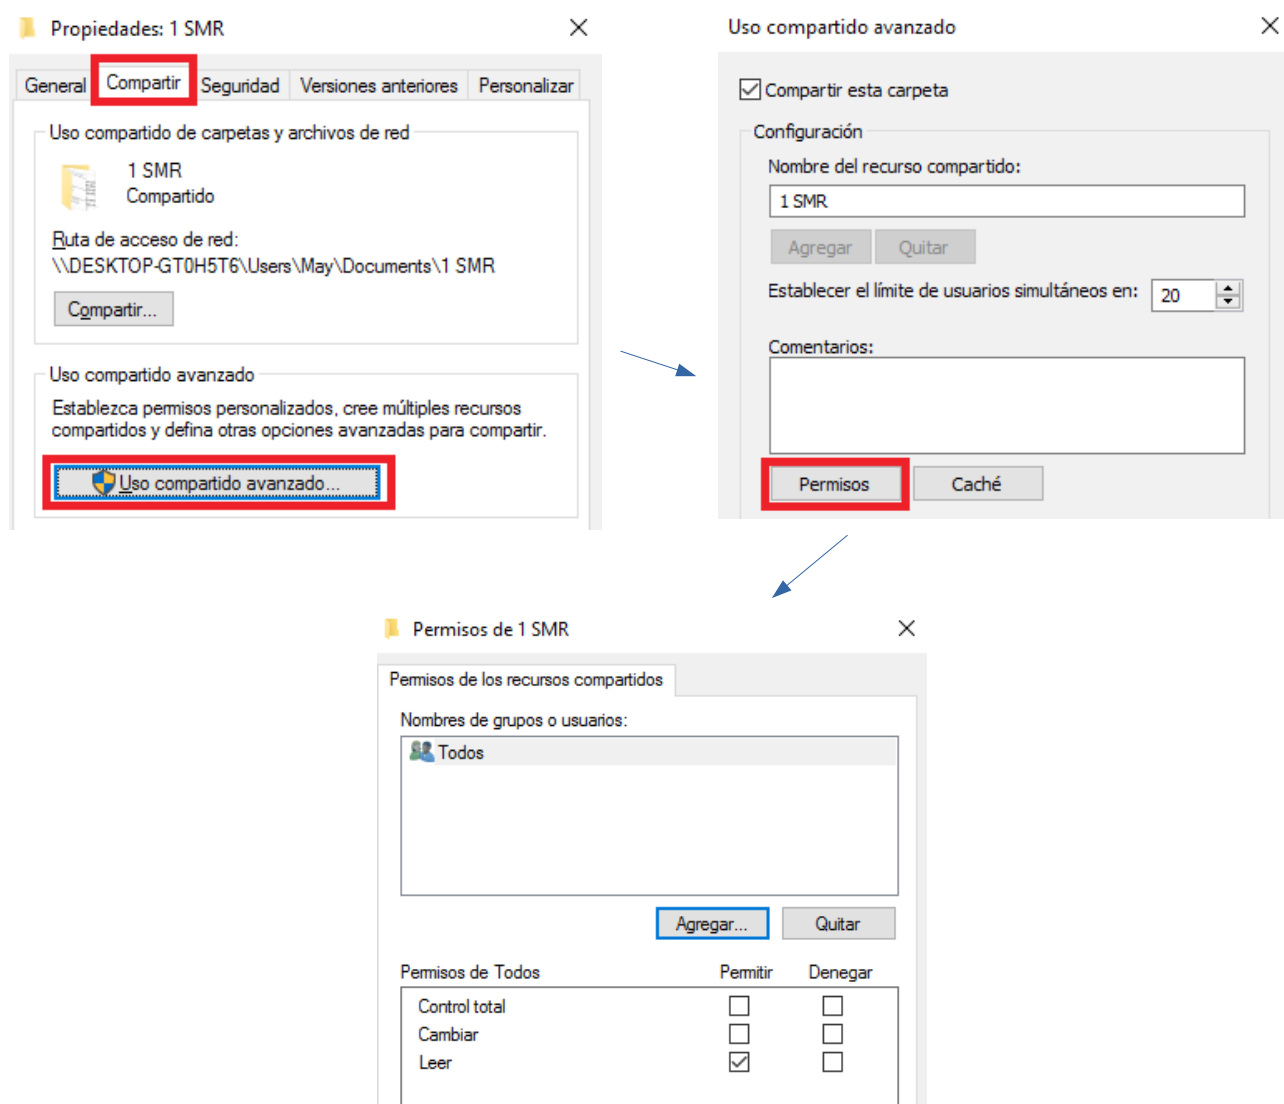 Propiedades: 1 SMR
General
Compartir
Seguridad
Versiones anteriores
Personalizar
Uso compartido de carpetas y archivos de red
1 SMR
Compartido
Ruta de acceso de red:
\\DESKTOP-GT0H5T6\Users\May\Documents\1 SMR
Compartir...
Uso compartido avanzado
Establezca permisos personalizados, cree múltiples recursos
compartidos y defina otras opciones avanzadas para compartir.
Uso compartido avanzado...
Uso compartido avanzado
Compartir esta carpeta
Configuración
Nombre del recurso compartido:
1 SMR
Agregar
Quitar
Establecer el límite de usuarios simultáneos en:
20
Comentarios:
Permisos
Caché
Permisos de 1 SMR
Permisos de los recursos compartidos
Nombres de grupos o usuarios:
Todos
Agregar...
Quitar
Permisos de Todos
Permitir
Denegar
Control total
Cambiar
Leer